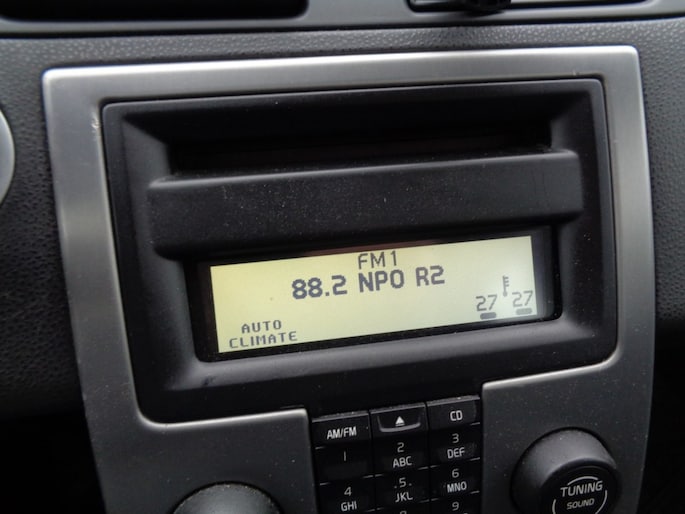 FM1
88.2 NPO R2
27 27
AUTO
CLIMATE
AM/FM
CD
1
2
ABC
3
DEF
4
GHI
5
JKL
6
MNO
TUNING
SOUND